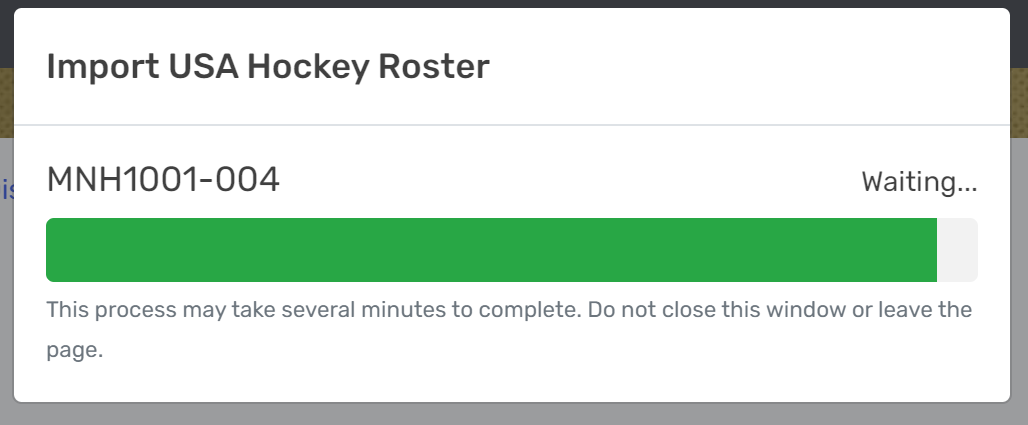 Import USA Hockey Roster
MNH1001-004
Waiting...
This process may take several minutes to complete. Do not close this window or leave the
page.